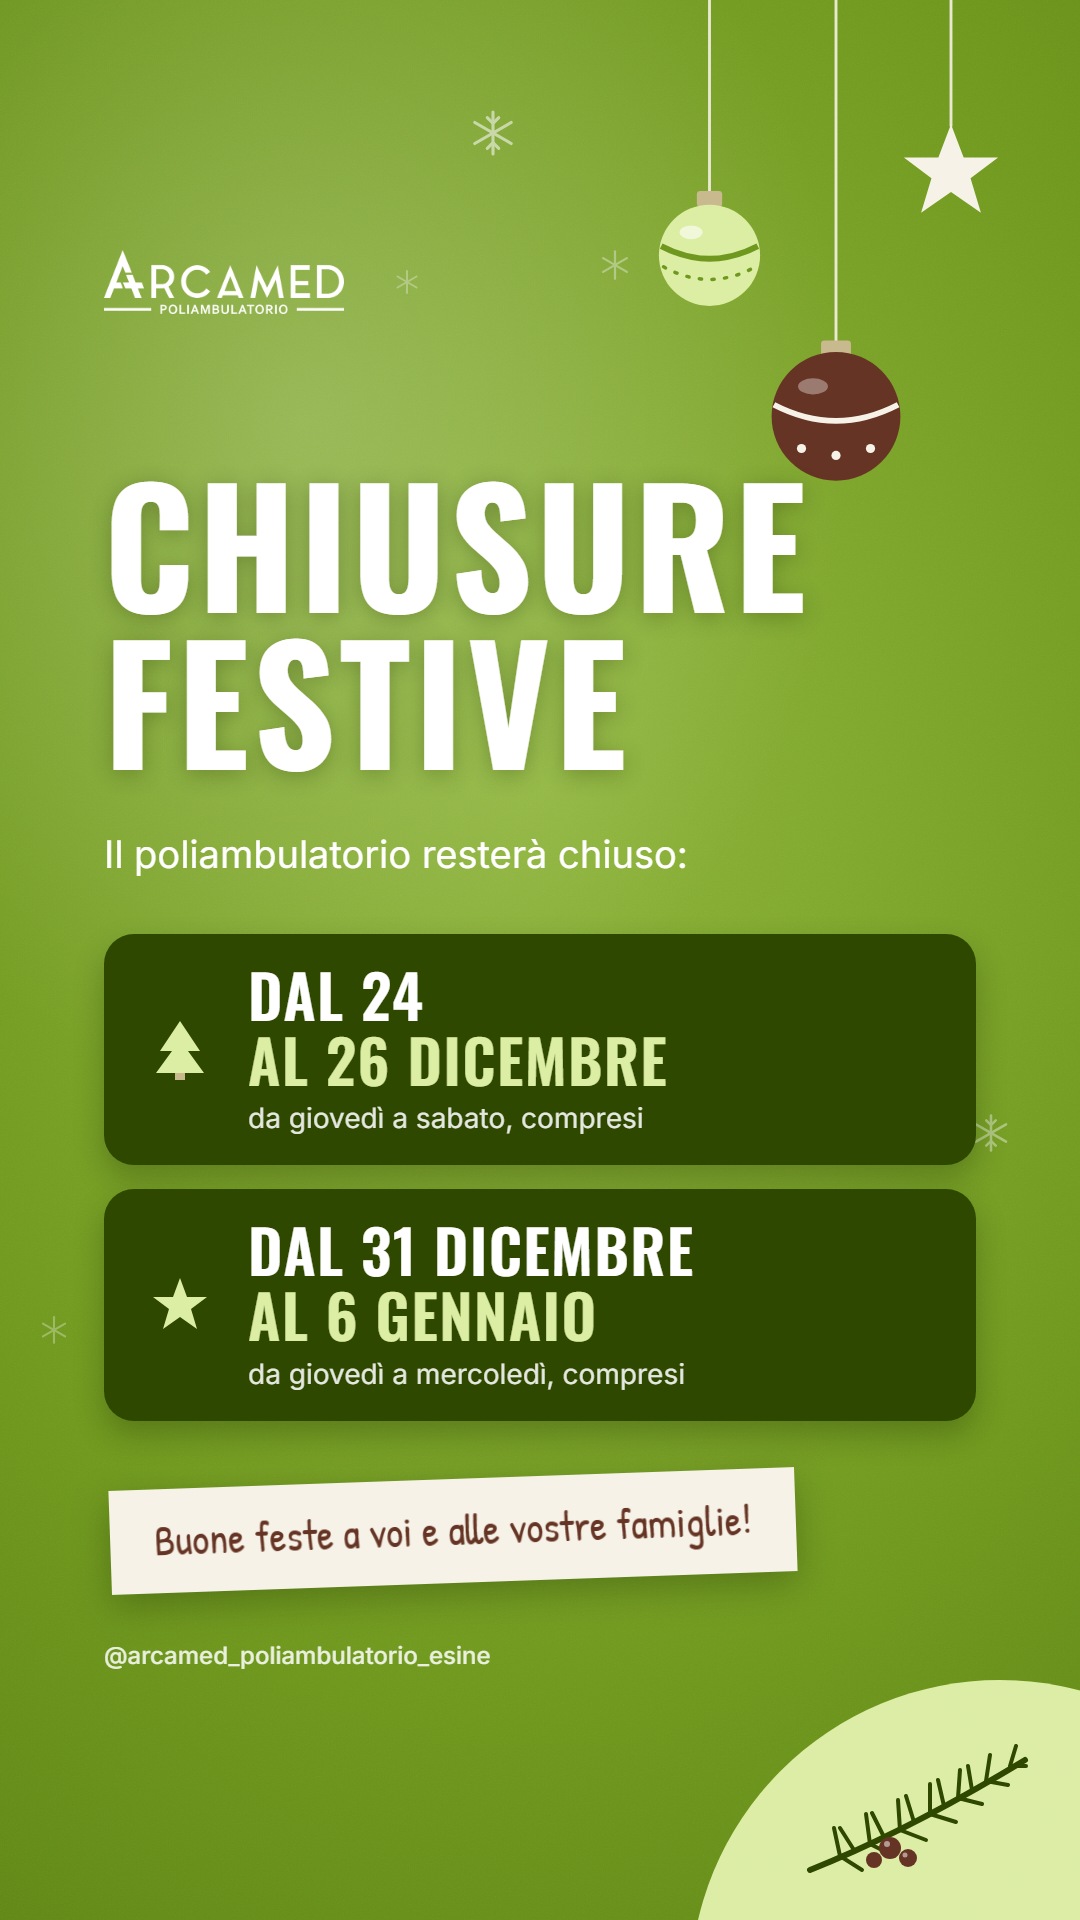 ARCAMED
POLIAMBULATORIO
CHIUSURE
FESTIVE
Il poliambulatorio resterà chiuso:
DAL 24
AL 26 DICEMBRE
da giovedì a sabato, compresi
DAL 31 DICEMBRE
AL 6 GENNAIO
da giovedì a mercoledì, compresi
Buone feste a voi e alle vostre famiglie!
@arcamed_poliambulatorio_esine